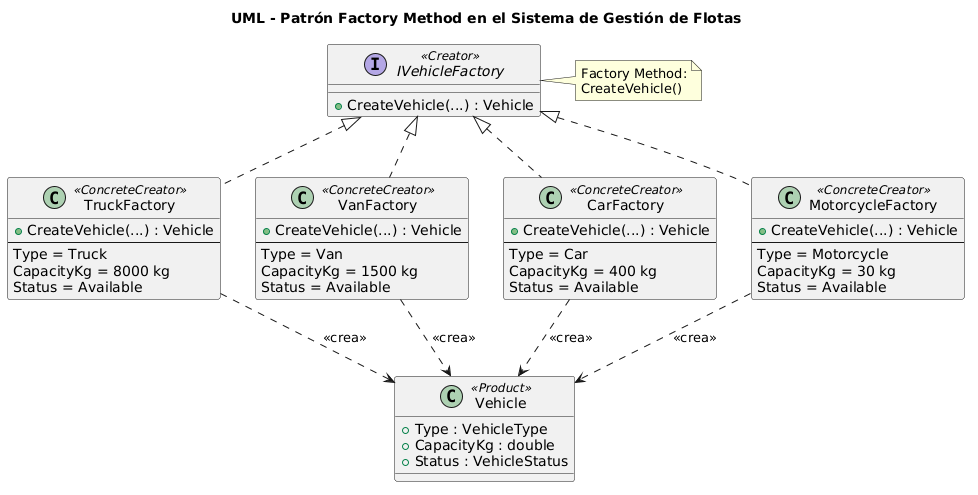 UML - Patrón Factory Method en el Sistema de Gestión de Flotas
I
«Creator»
IVehicleFactory
CreateVehicle(...) : Vehicle
Factory Method:
CreateVehicle()
C
«ConcreteCreator»
TruckFactory
CreateVehicle(...) : Vehicle
Type = Truck
CapacityKg = 8000 kg
Status = Available
C
«ConcreteCreator»
VanFactory
CreateVehicle(...) : Vehicle
Type = Van
CapacityKg = 1500 kg
Status = Available
C
«ConcreteCreator»
CarFactory
CreateVehicle(...) : Vehicle
Type = Car
CapacityKg = 400 kg
Status = Available
C
«ConcreteCreator»
MotorcycleFactory
CreateVehicle(...) : Vehicle
Type = Motorcycle
CapacityKg = 30 kg
Status = Available
«crea»
«crea»
«crea»
«crea»
C
«Product»
Vehicle
Type : VehicleType
CapacityKg : double
Status : VehicleStatus